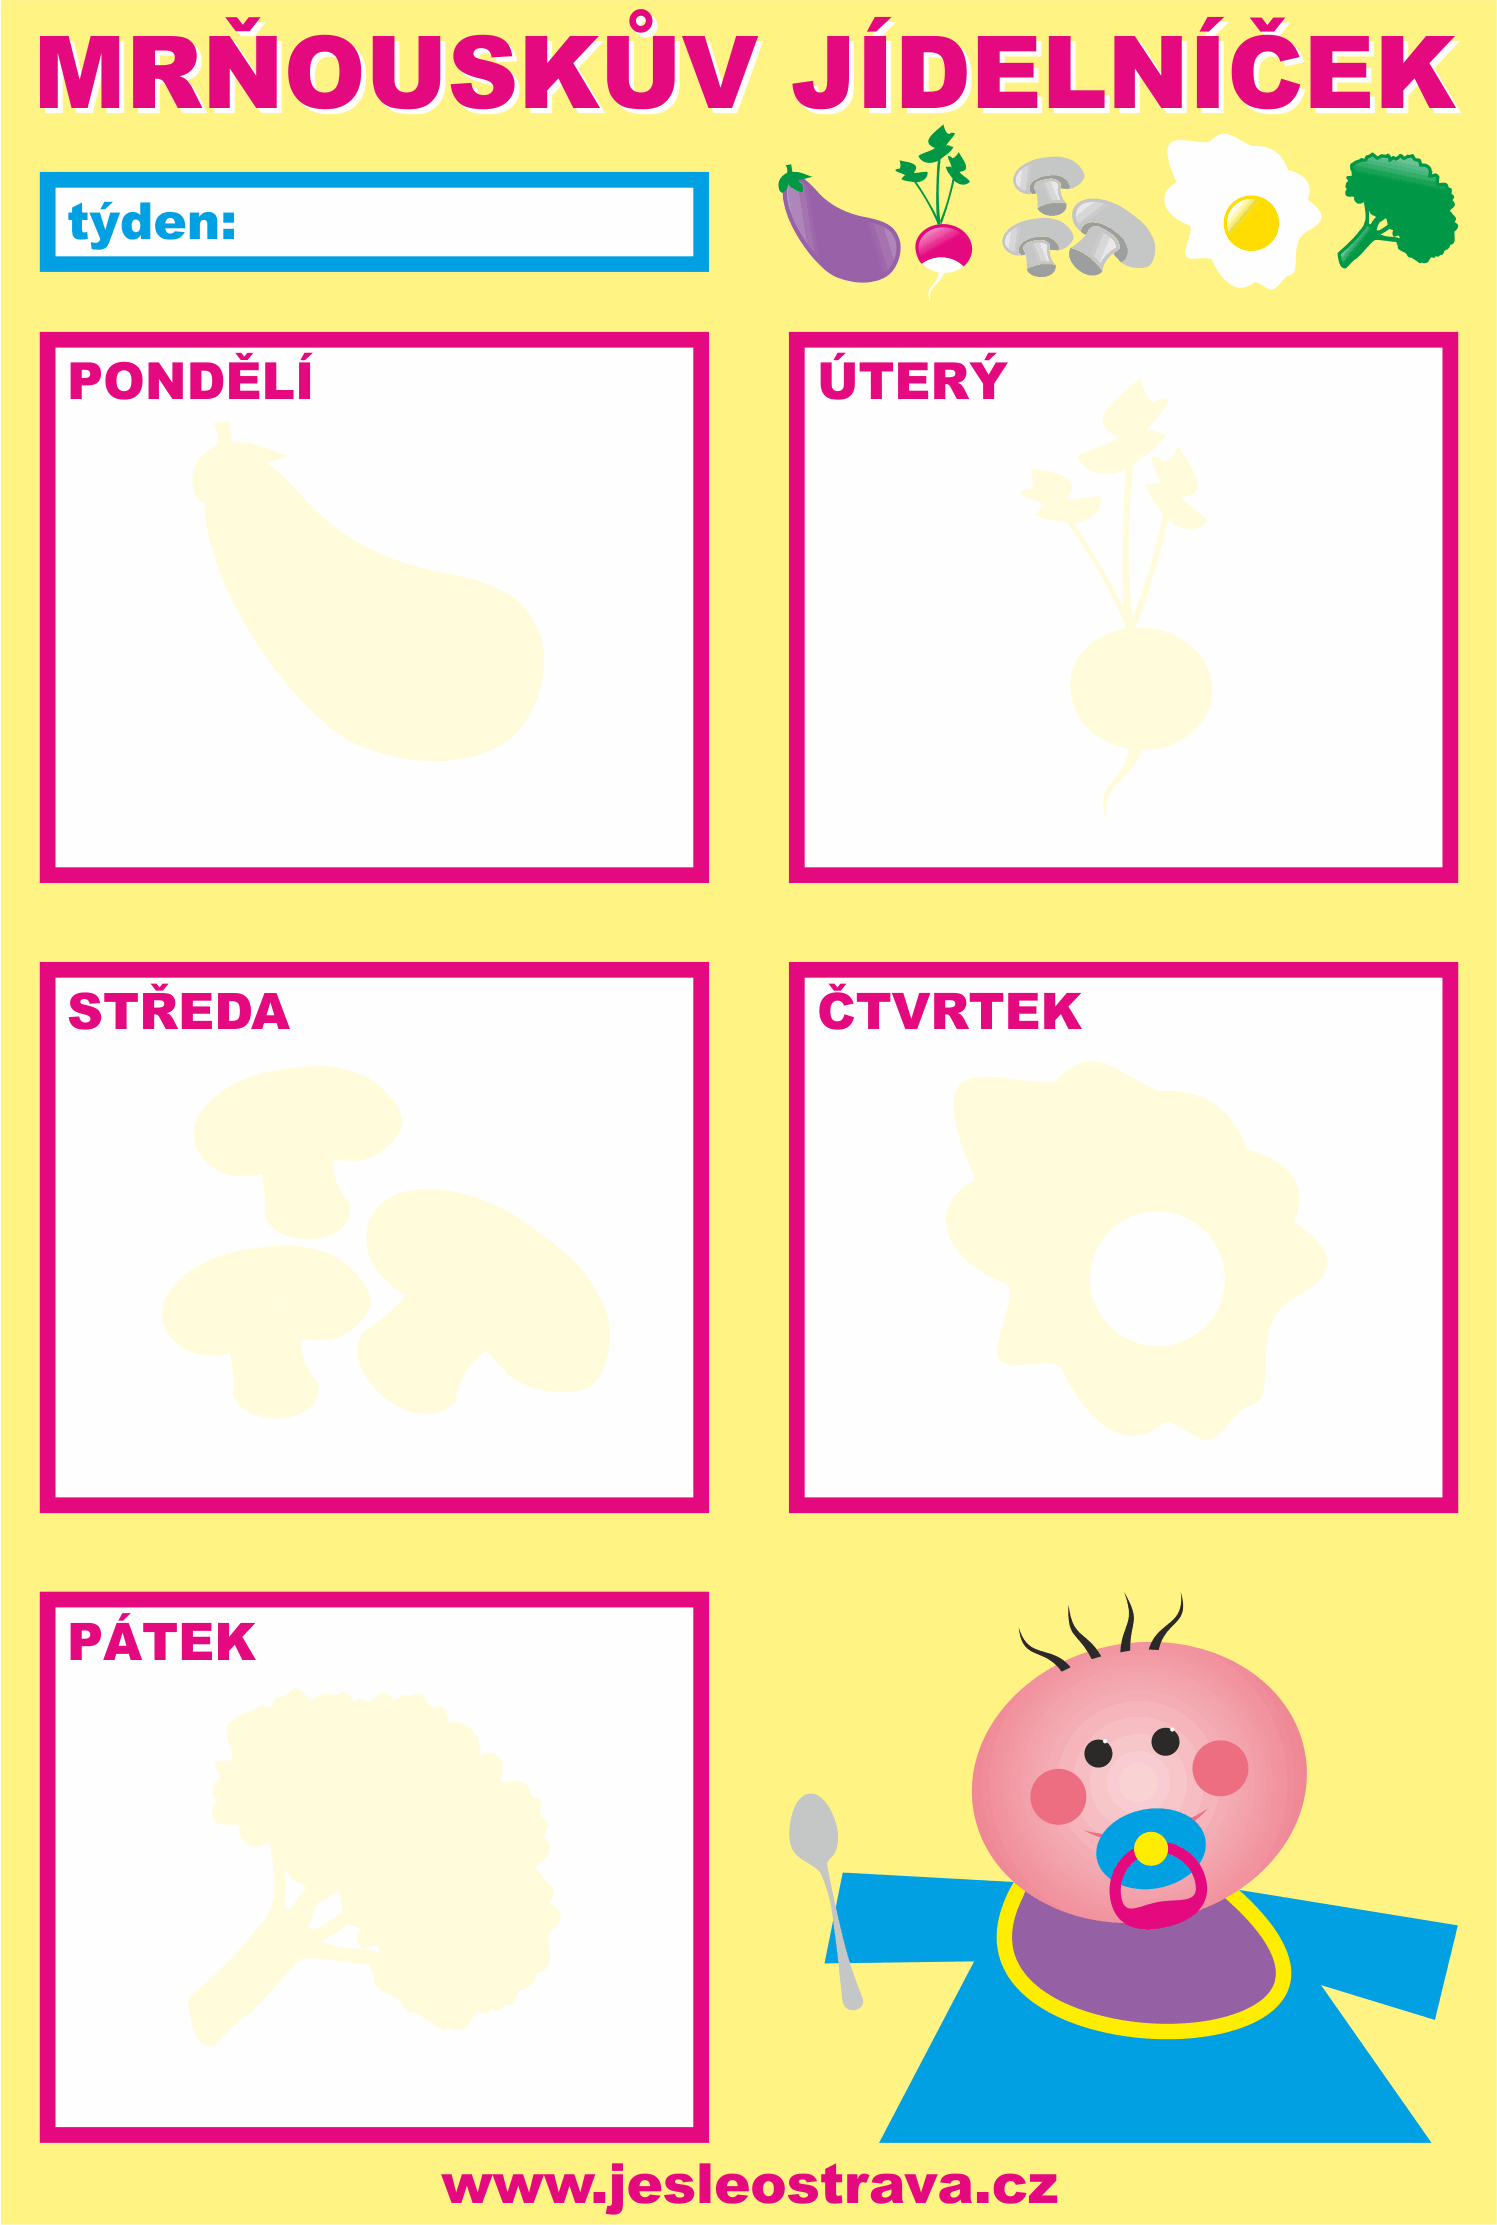 MRŇOUSKŮV JÍDELNÍČEK
týden:
PONDĚLÍ
ÚTERÝ
STŘEDA
ČTVRTEK
PÁTEK
www.jesleostrava.cz